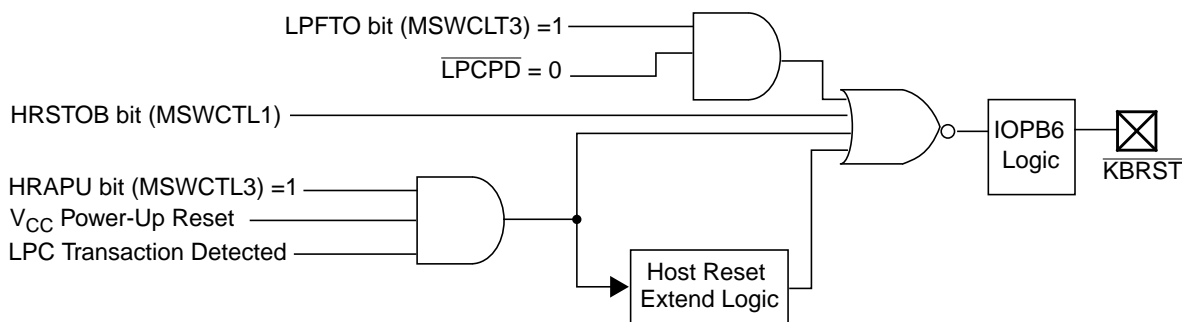 LPFTO bit (MSWCLT3) =1
LPCPD = 0
HRSTOB bit (MSWCTL1)
IOPB6
Logic
KBRST
HRAPU bit (MSWCTL3) =1
VCC Power-Up Reset
LPC Transaction Detected
Host Reset
Extend Logic